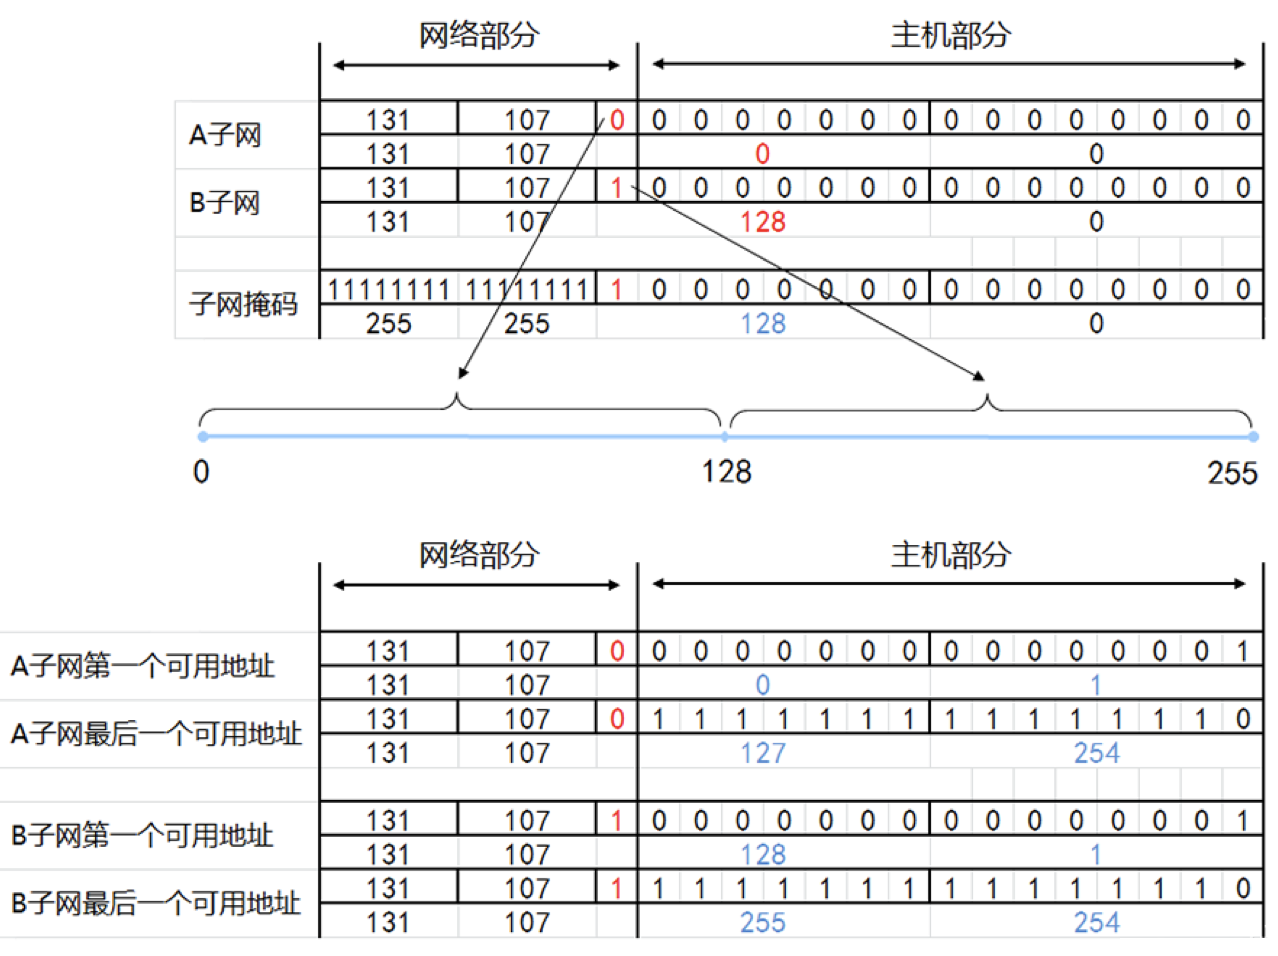 网络部分 主机部分
A子网 131 107 0 0 0 0 0 0 0 0 0 0 0 0 0 0 0 0
131 107 0 0
B子网 131 107 1 0 0 0 0 0 0 0 0 0 0 0 0 0 0 0
131 107 128 0
子网掩码 11111111 11111111 1 0 0 0 0 0 0 0 0 0 0 0 0 0 0 0
255 255 128 0
0 128 255
网络部分 主机部分
A子网第一个可用地址 131 107 0 0 0 0 0 0 0 0 0 0 0 0 0 0 0 1
131 107 0 1
A子网最后一个可用地址 131 107 0 1 1 1 1 1 1 1 1 1 1 1 1 1 1 0
131 107 127 254
B子网第一个可用地址 131 107 1 0 0 0 0 0 0 0 0 0 0 0 0 0 0 1
131 107 128 1
B子网最后一个可用地址 131 107 1 1 1 1 1 1 1 1 1 1 1 1 1 1 1 0
131 107 255 254